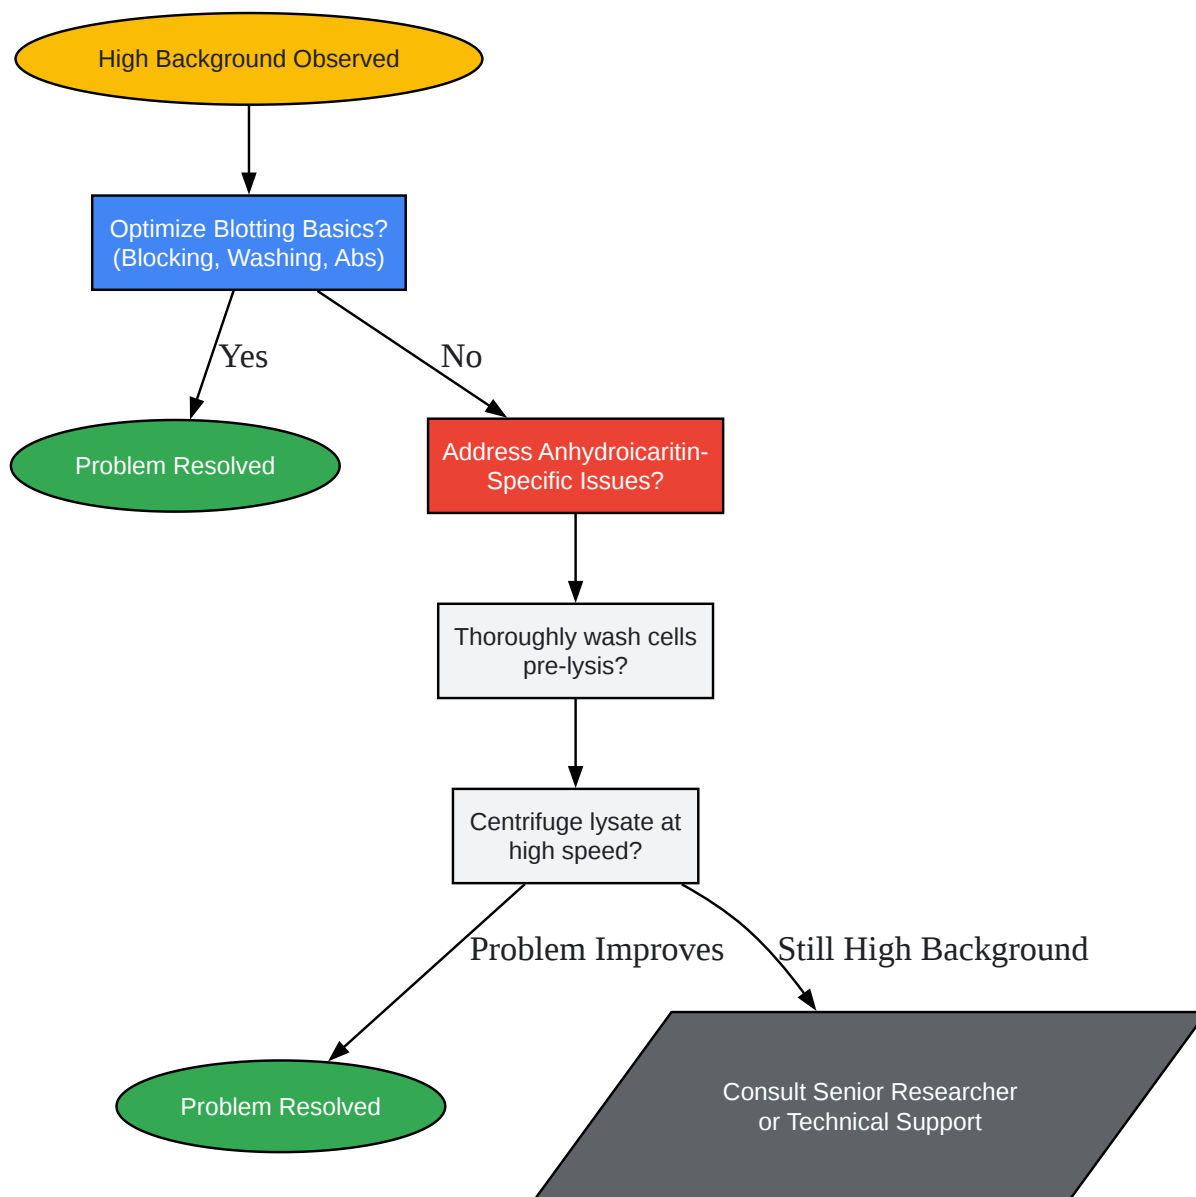 High Background Observed
Optimize Blotting Basics?
(Blocking, Washing, Abs)
Yes
No
Problem Resolved
Address Anhydroicaritin-
Specific Issues?
Thoroughly wash cells
pre-lysis?
Centrifuge lysate at
high speed?
Problem Improves
Still High Background
Problem Resolved
Consult Senior Researcher
or Technical Support